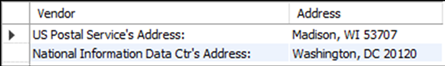 Vendor Address
US Postal Service's Address: Madison, WI 53707
National Information Data Ctr's Address: Washington, DC 20120